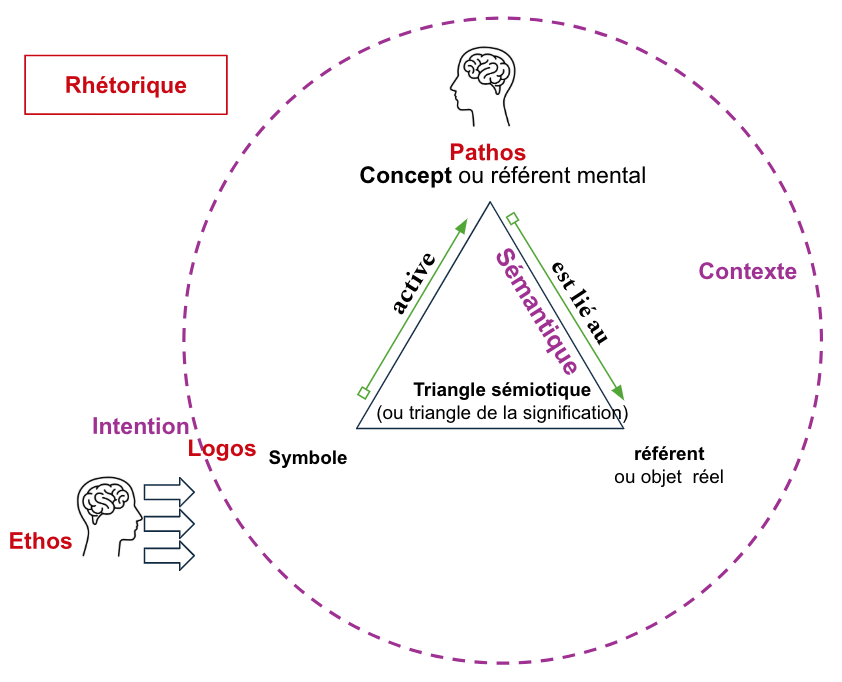 Rhétorique
Pathos
Concept ou référent mental
active
Sémantique
est lié au
Contexte
Triangle sémiotique
(ou triangle de la signification)
Intention
Logos
Symbole
référent
ou objet  réel
Ethos